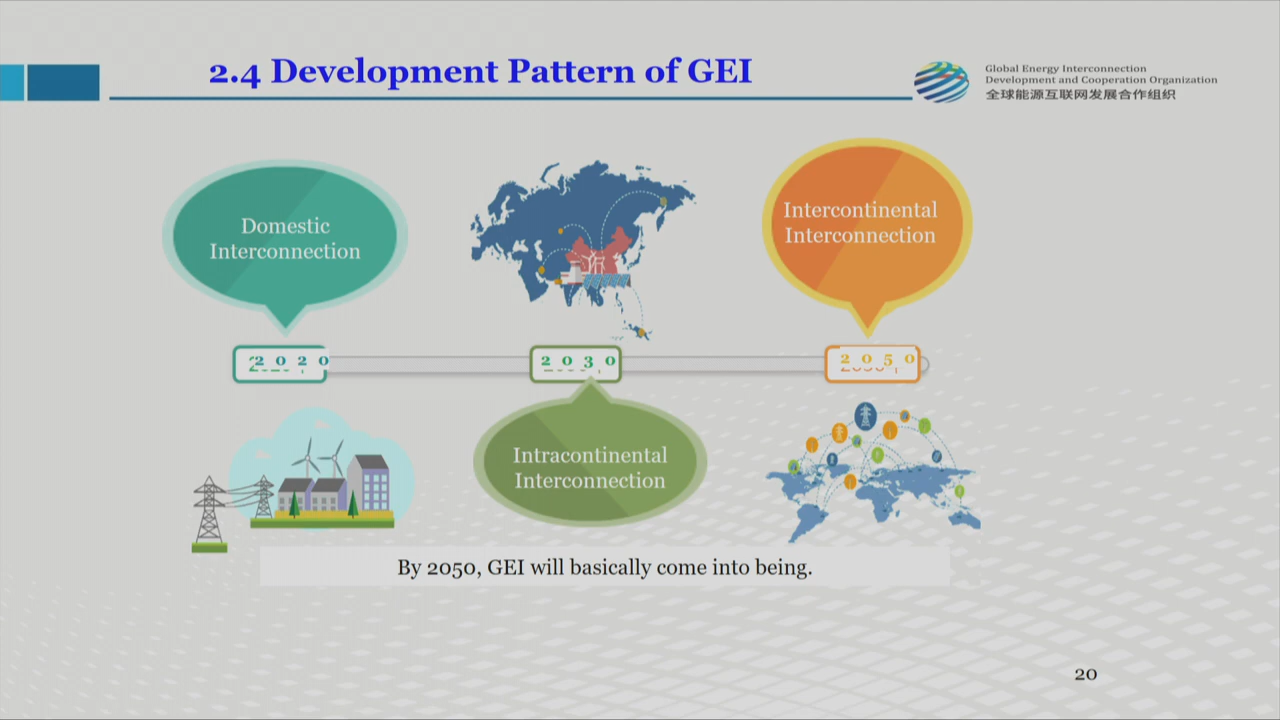 2.4 Development Pattern of GEI
Global Energy Interconnection
Development and Cooperation Organization
全球能源互联网发展合作组织
Domestic
Interconnection
Intercontinental
Interconnection
2020
2030
2050
Intracontinental
Interconnection
By 2050, GEI will basically come into being.
20